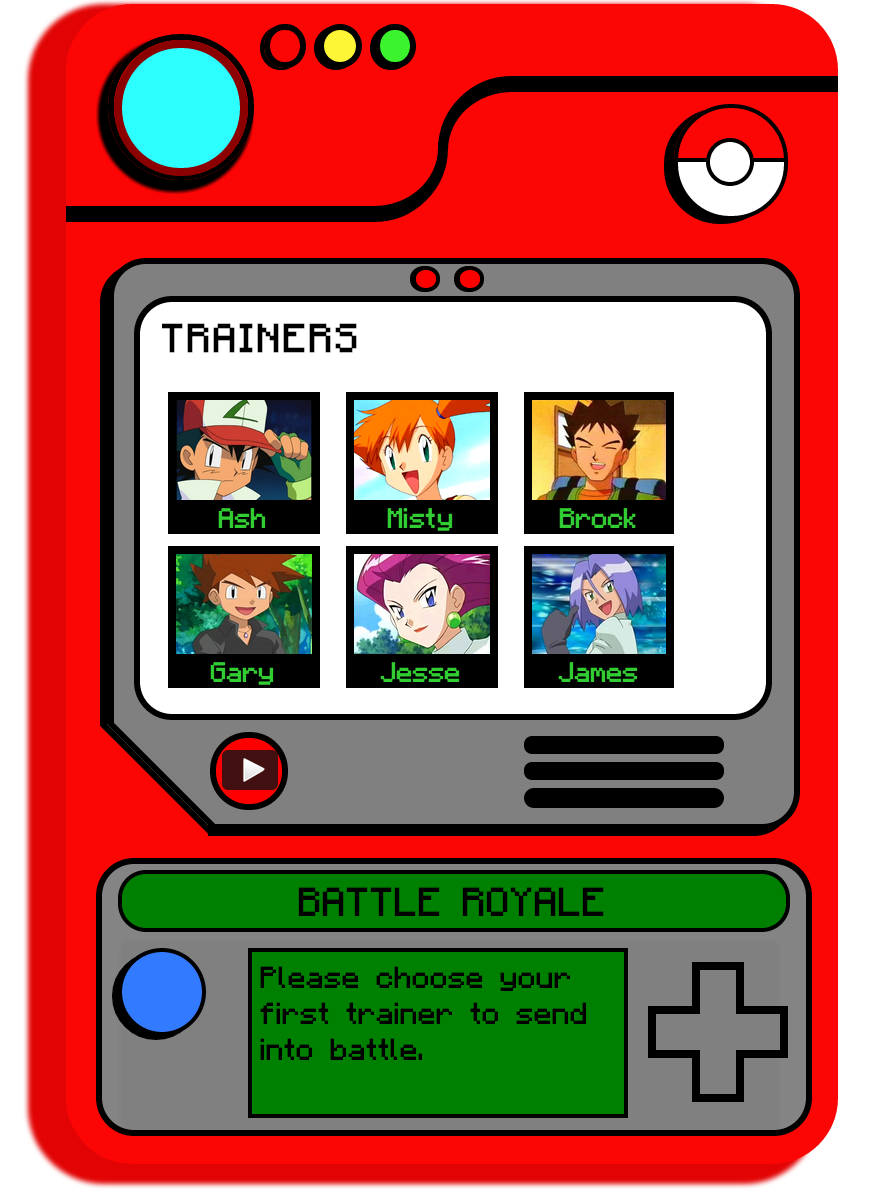 TRAINERS
Ash Misty Brock
Gary Jesse James
BATTLE ROYALE
Please choose your
first trainer to send
into battle.